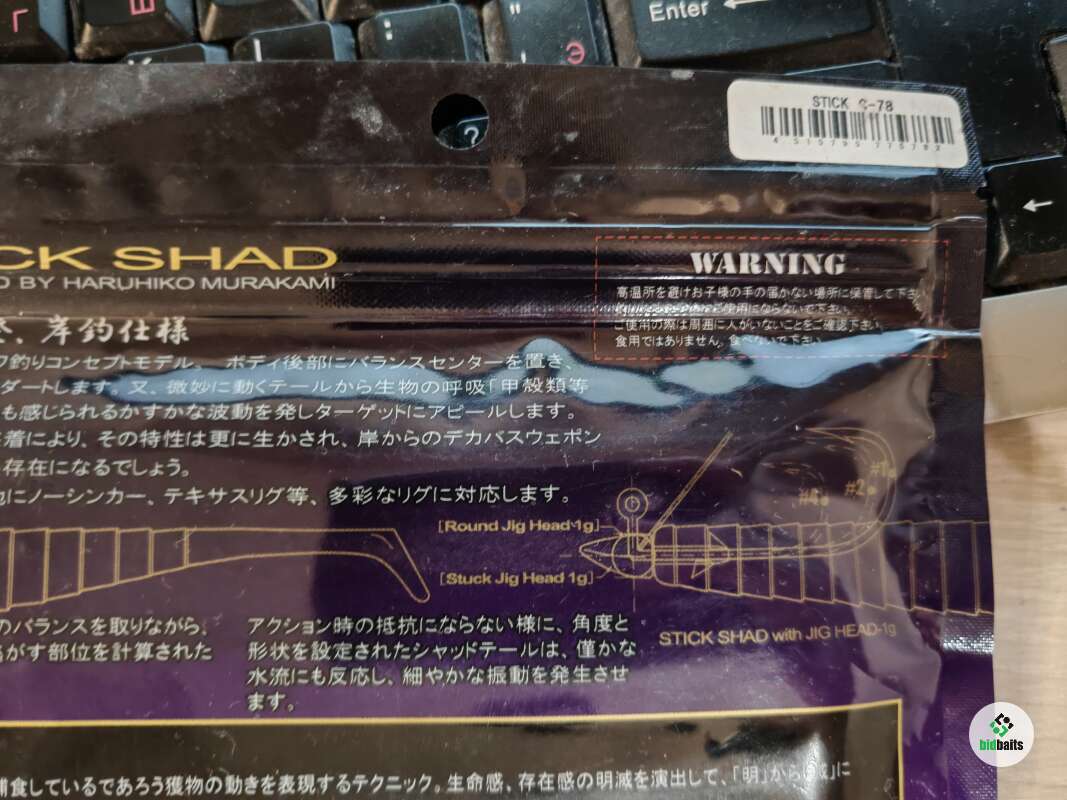 Enter
?
STICK S-78
CK SHAD
D BY HARUHIKO MURAKAMI
WARNING
高温所を避けお子様の手の届かない場所に保管して下さ
ご使用の際は周囲に人がいないことをご確認下さい。
食用ではありません。食べないで下さい。
岸釣仕様
フ釣りコンセプトモデル。 ボディ後部にバランスセンターを置き、
ダートします。又、微妙に動くテールから生物の呼吸「甲殻類等
も感じられるかすかな波動を発しターゲットにアピールします。
着により、その特性は更に生かされ、岸からのデカバスウェポン
存在になるでしょう。
他にノーシンカー、テキサスリグ等、多彩なリグに対応します。
#1
#2
#4
[Round Jig Head 1g]
[Stuck Jig Head 1g]
STICK SHAD with JIG HEAD-1g
のバランスを取りながら、
がす部位を計算された
アクション時の抵抗にならない様に、角度と
形状を設定されたシャッドテールは、僅かな
水流にも反応し、細やかな振動を発生させ
ます。
捕食しているであろう獲物の動きを表現するテクニック。生命感、存在感の明滅を演出して、「明」から「滅」に
bidbaits